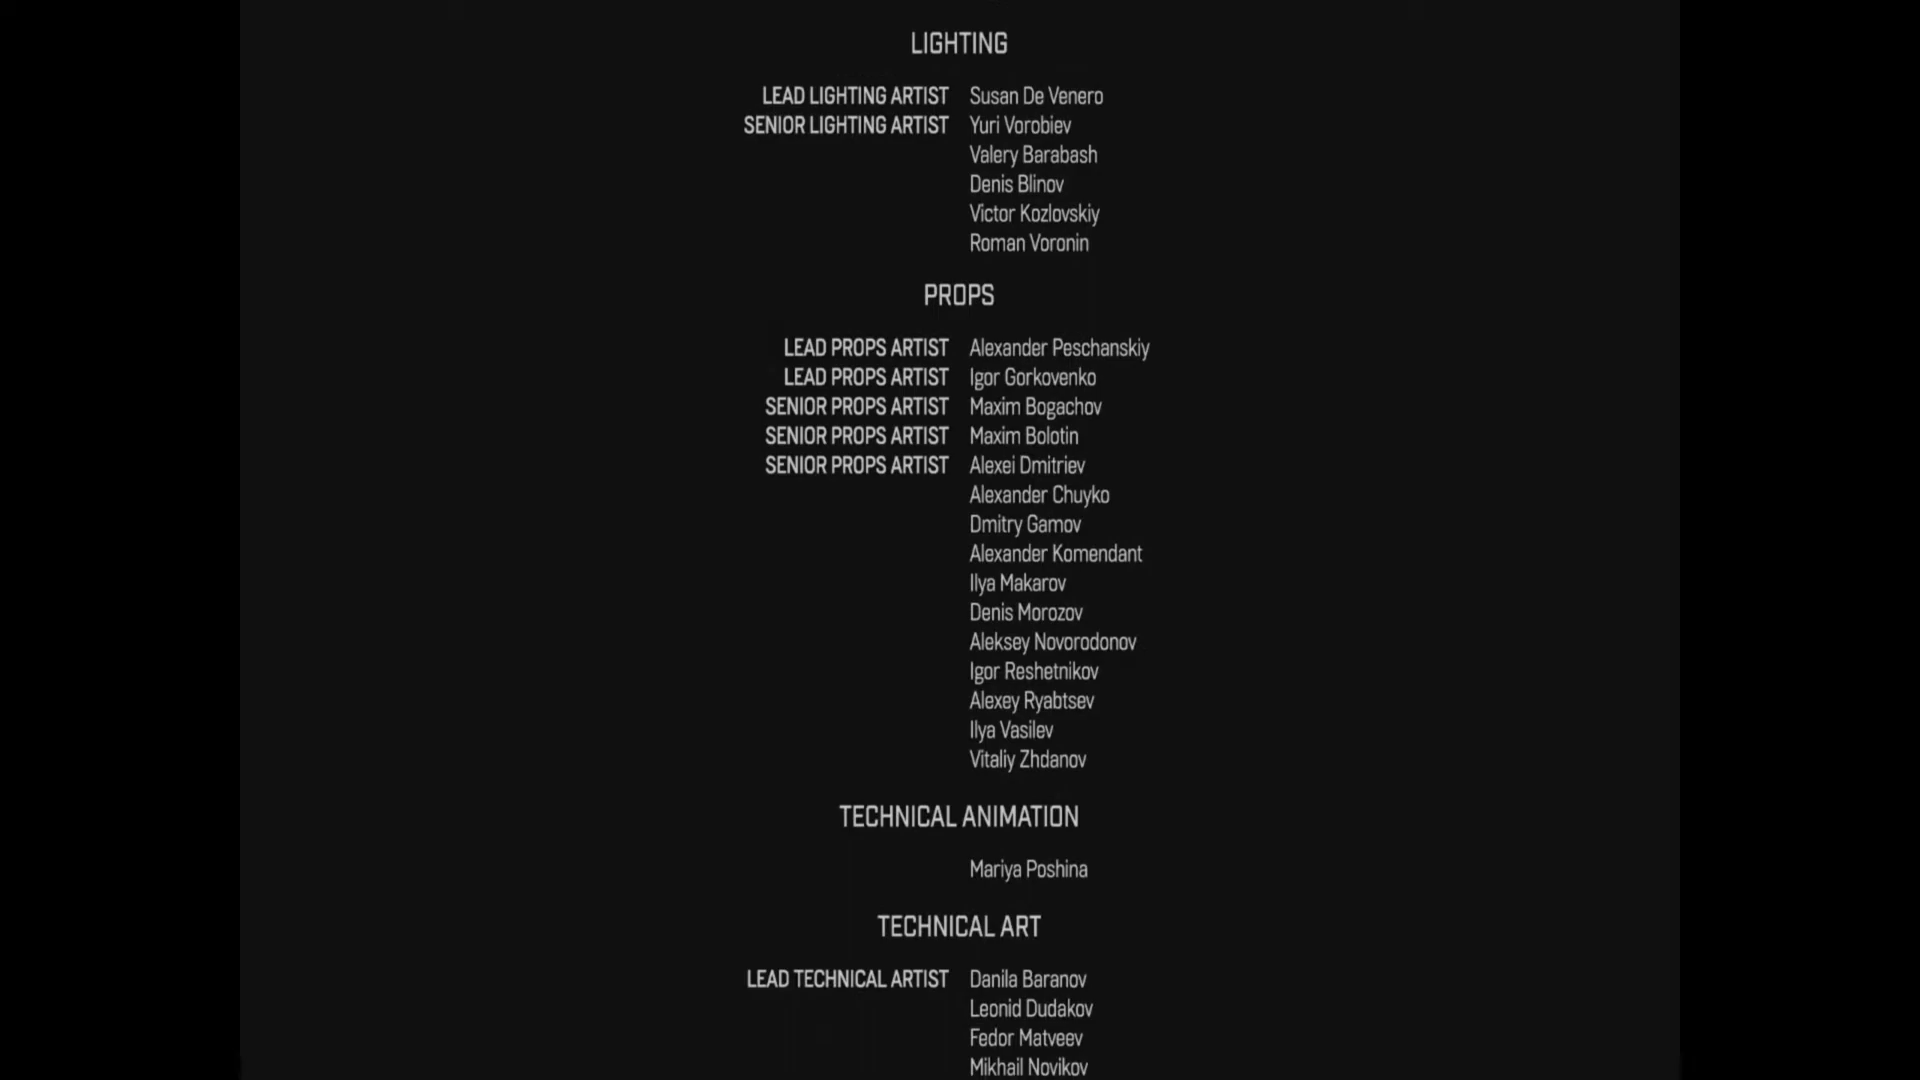 LIGHTING
LEAD LIGHTING ARTIST Susan De Venero
SENIOR LIGHTING ARTIST Yuri Vorobiev
Valery Barabash
Denis Blinov
Victor Kozlovskiy
Roman Voronin
PROPS
LEAD PROPS ARTIST Alexander Peschanskiy
LEAD PROPS ARTIST Igor Gorkovenko
SENIOR PROPS ARTIST Maxim Bogachov
SENIOR PROPS ARTIST Maxim Bolotin
SENIOR PROPS ARTIST Alexei Dmitriev
Alexander Chuyko
Dmitry Gamov
Alexander Komendant
Ilya Makarov
Denis Morozov
Aleksey Novorodonov
Igor Reshetnikov
Alexey Ryabtsev
Ilya Vasilev
Vitaliy Zhdanov
TECHNICAL ANIMATION
Mariya Poshina
TECHNICAL ART
LEAD TECHNICAL ARTIST Danila Baranov
Leonid Dudakov
Fedor Matveev
Mikhail Novikov